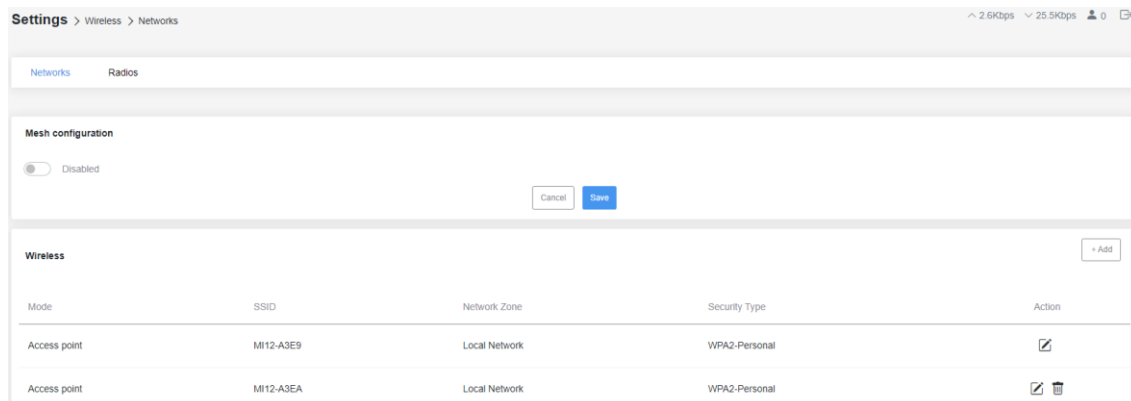 Settings > Wireless > Networks 2.6Kbps 25.5Kbps 0
Networks Radios
Mesh configuration
Disabled
Cancel Save
Wireless + Add
Mode SSID Network Zone Security Type Action
Access point MI12-A3E9 Local Network WPA2-Personal
Access point MI12-A3EA Local Network WPA2-Personal